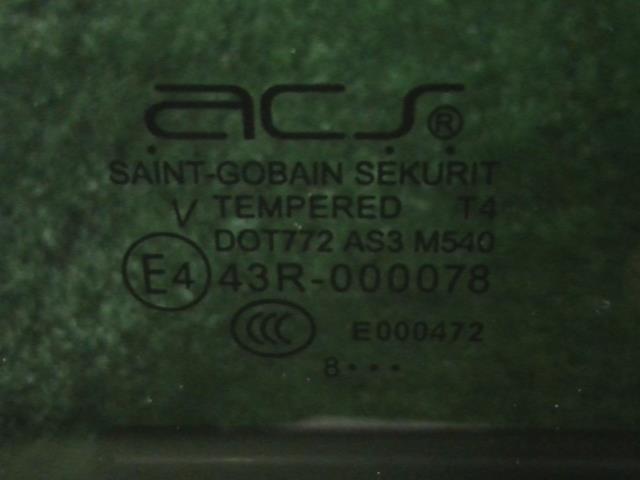 acs®
SAINT-GOBAIN SEKURIT
V TEMPERED T4
DOT772 AS3 M540
E4 43R-000078
CCC E000472
8•••